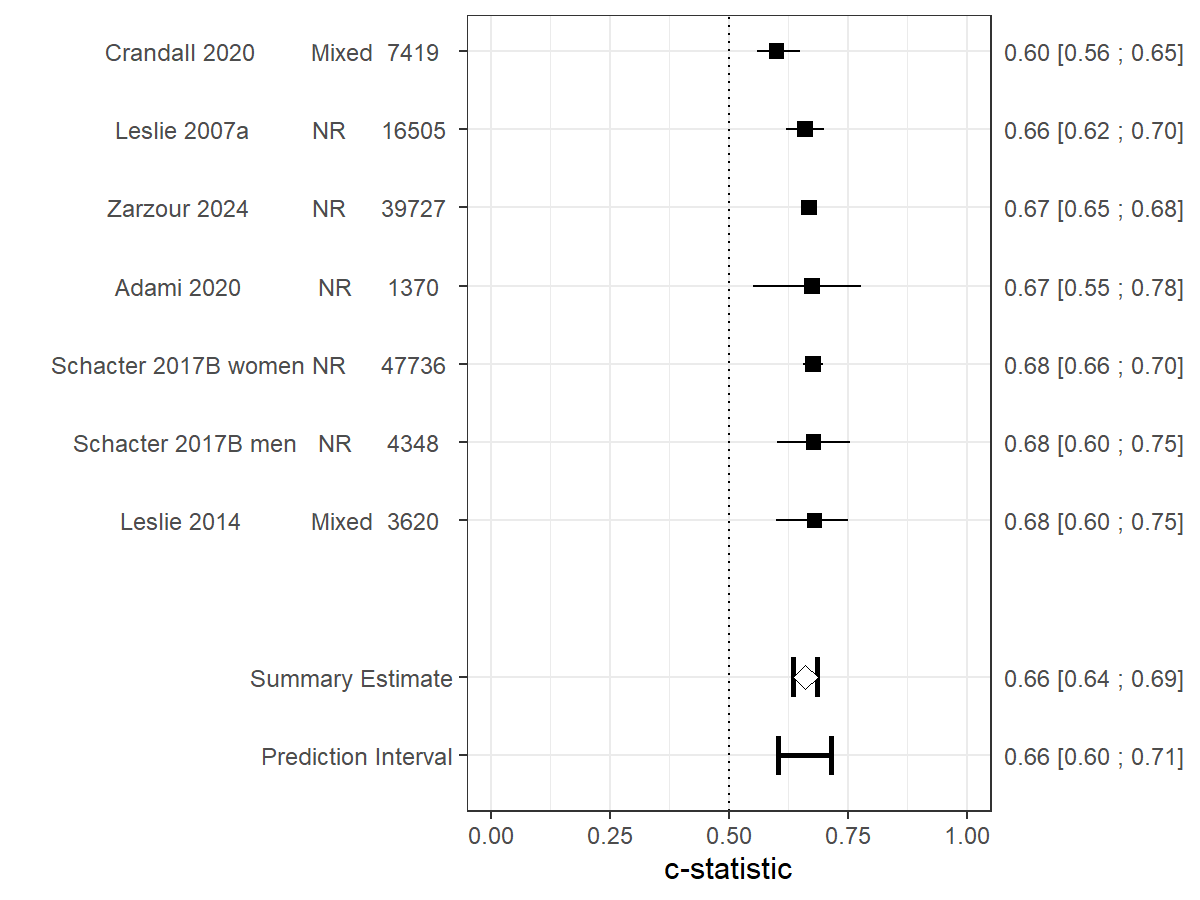 Crandall 2020 Mixed 7419 0.60 [0.56 ; 0.65]
Leslie 2007a NR 16505 0.66 [0.62 ; 0.70]
Zarzour 2024 NR 39727 0.67 [0.65 ; 0.68]
Adami 2020 NR 1370 0.67 [0.55 ; 0.78]
Schacter 2017B women NR 47736 0.68 [0.66 ; 0.70]
Schacter 2017B men NR 4348 0.68 [0.60 ; 0.75]
Leslie 2014 Mixed 3620 0.68 [0.60 ; 0.75]
Summary Estimate 0.66 [0.64 ; 0.69]
Prediction Interval 0.66 [0.60 ; 0.71]
0.00 0.25 0.50 0.75 1.00
c-statistic